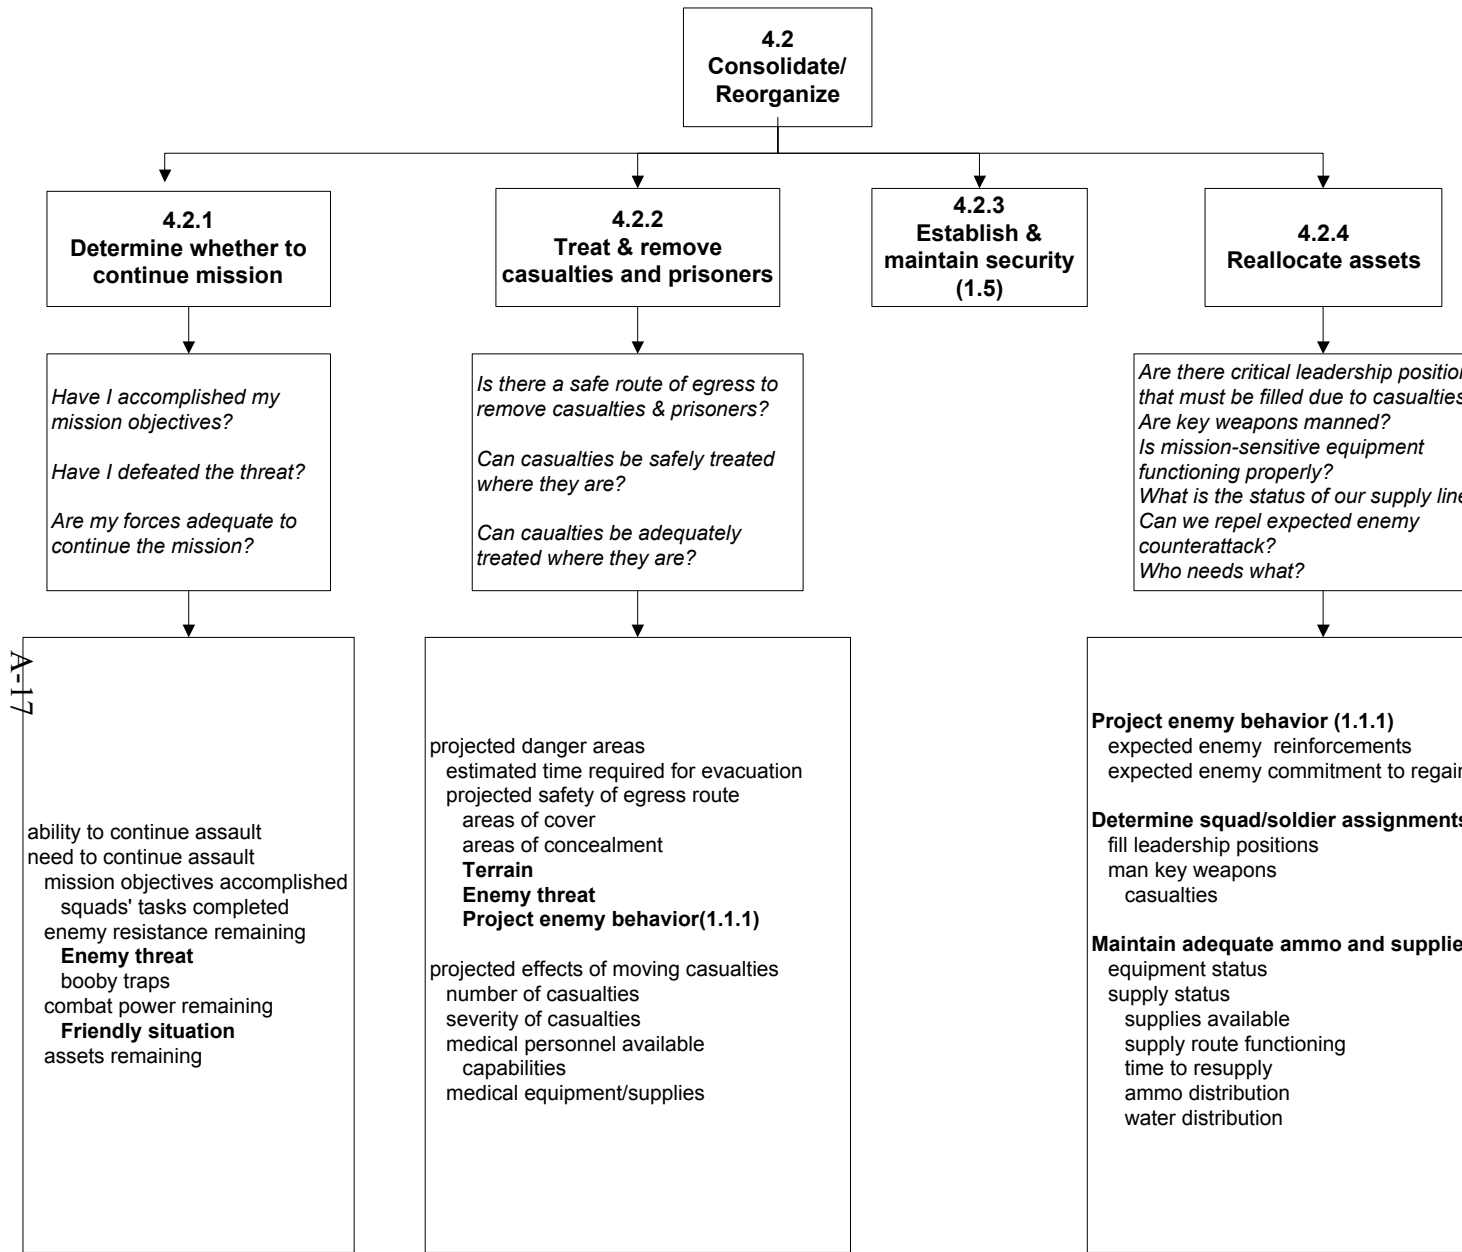 4.2
Consolidate/
Reorganize
4.2.1
Determine whether to
continue mission
4.2.2
Treat & remove
casualties and prisoners
4.2.3
Establish &
maintain security
(1.5)
4.2.4
Reallocate assets
Have I accomplished my
mission objectives?
Have I defeated the threat?
Are my forces adequate to
continue the mission?
Is there a safe route of egress to
remove casualties & prisoners?
Can casualties be safely treated
where they are?
Can caualties be adequately
treated where they are?
Are there critical leadership position
that must be filled due to casualties
Are key weapons manned?
Is mission-sensitive equipment
functioning properly?
What is the status of our supply line
Can we repel expected enemy
counterattack?
Who needs what?
A-17
ability to continue assault
need to continue assault
mission objectives accomplished
squads' tasks completed
enemy resistance remaining
Enemy threat
booby traps
combat power remaining
Friendly situation
assets remaining
projected danger areas
estimated time required for evacuation
projected safety of egress route
areas of cover
areas of concealment
Terrain
Enemy threat
Project enemy behavior(1.1.1)
projected effects of moving casualties
number of casualties
severity of casualties
medical personnel available
capabilities
medical equipment/supplies
Project enemy behavior (1.1.1)
expected enemy reinforcements
expected enemy commitment to regain
Determine squad/soldier assignments
fill leadership positions
man key weapons
casualties
Maintain adequate ammo and supplie
equipment status
supply status
supplies available
supply route functioning
time to resupply
ammo distribution
water distribution